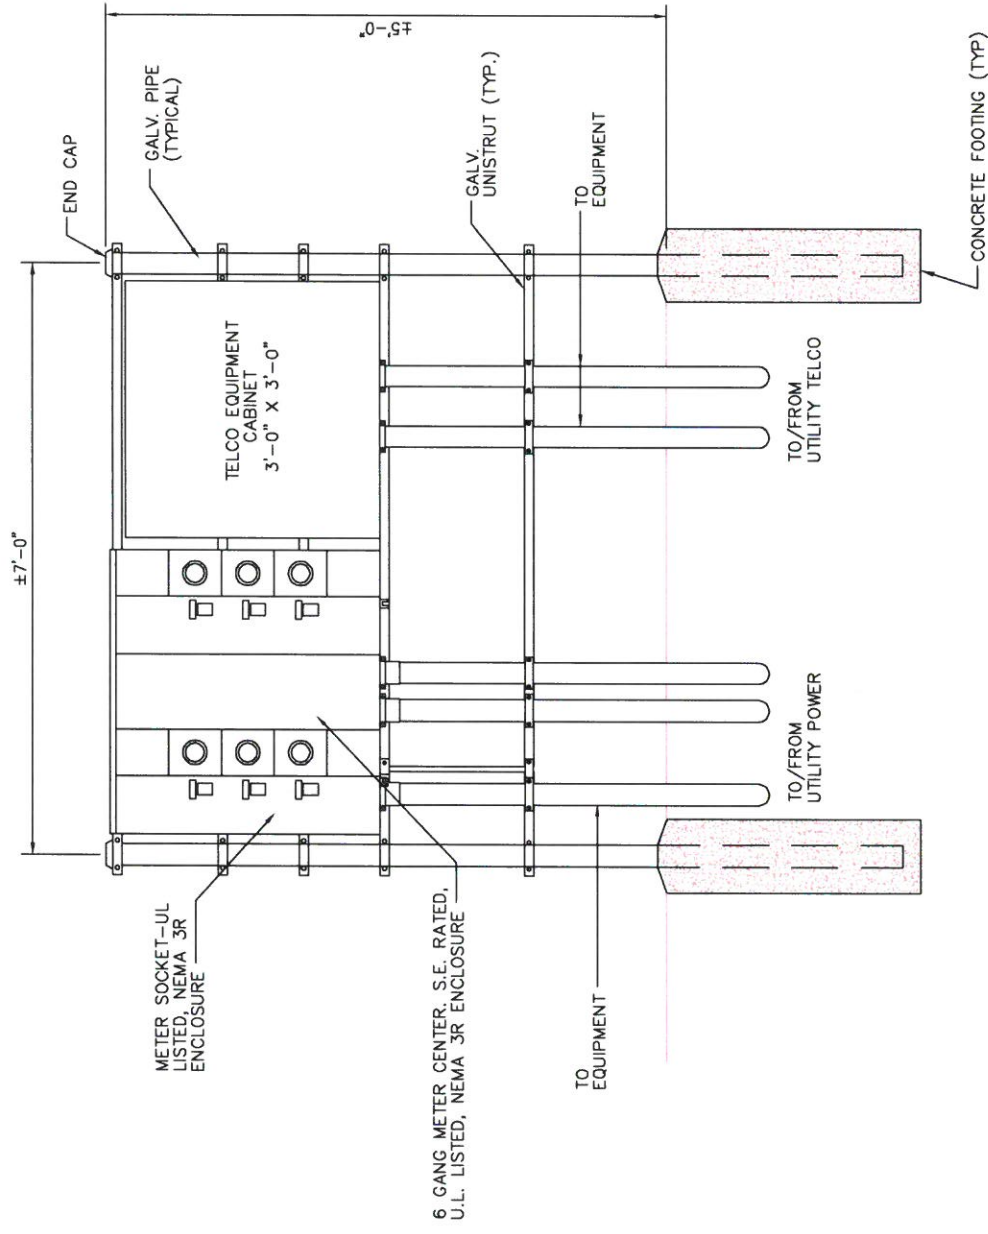 ±7'-0"
END CAP
GALV. PIPE
(TYPICAL)
±5'-0"
TELCO EQUIPMENT
CABINET
3'-0" X 3'-0"
GALV.
UNISTRUT (TYP.)
TO
EQUIPMENT
METER SOCKET-UL
LISTED, NEMA 3R
ENCLOSURE
6 GANG METER CENTER. S.E. RATED,
U.L. LISTED, NEMA 3R ENCLOSURE
TO
EQUIPMENT
TO/FROM
UTILITY POWER
TO/FROM
UTILITY TELCO
CONCRETE FOOTING (TYP)